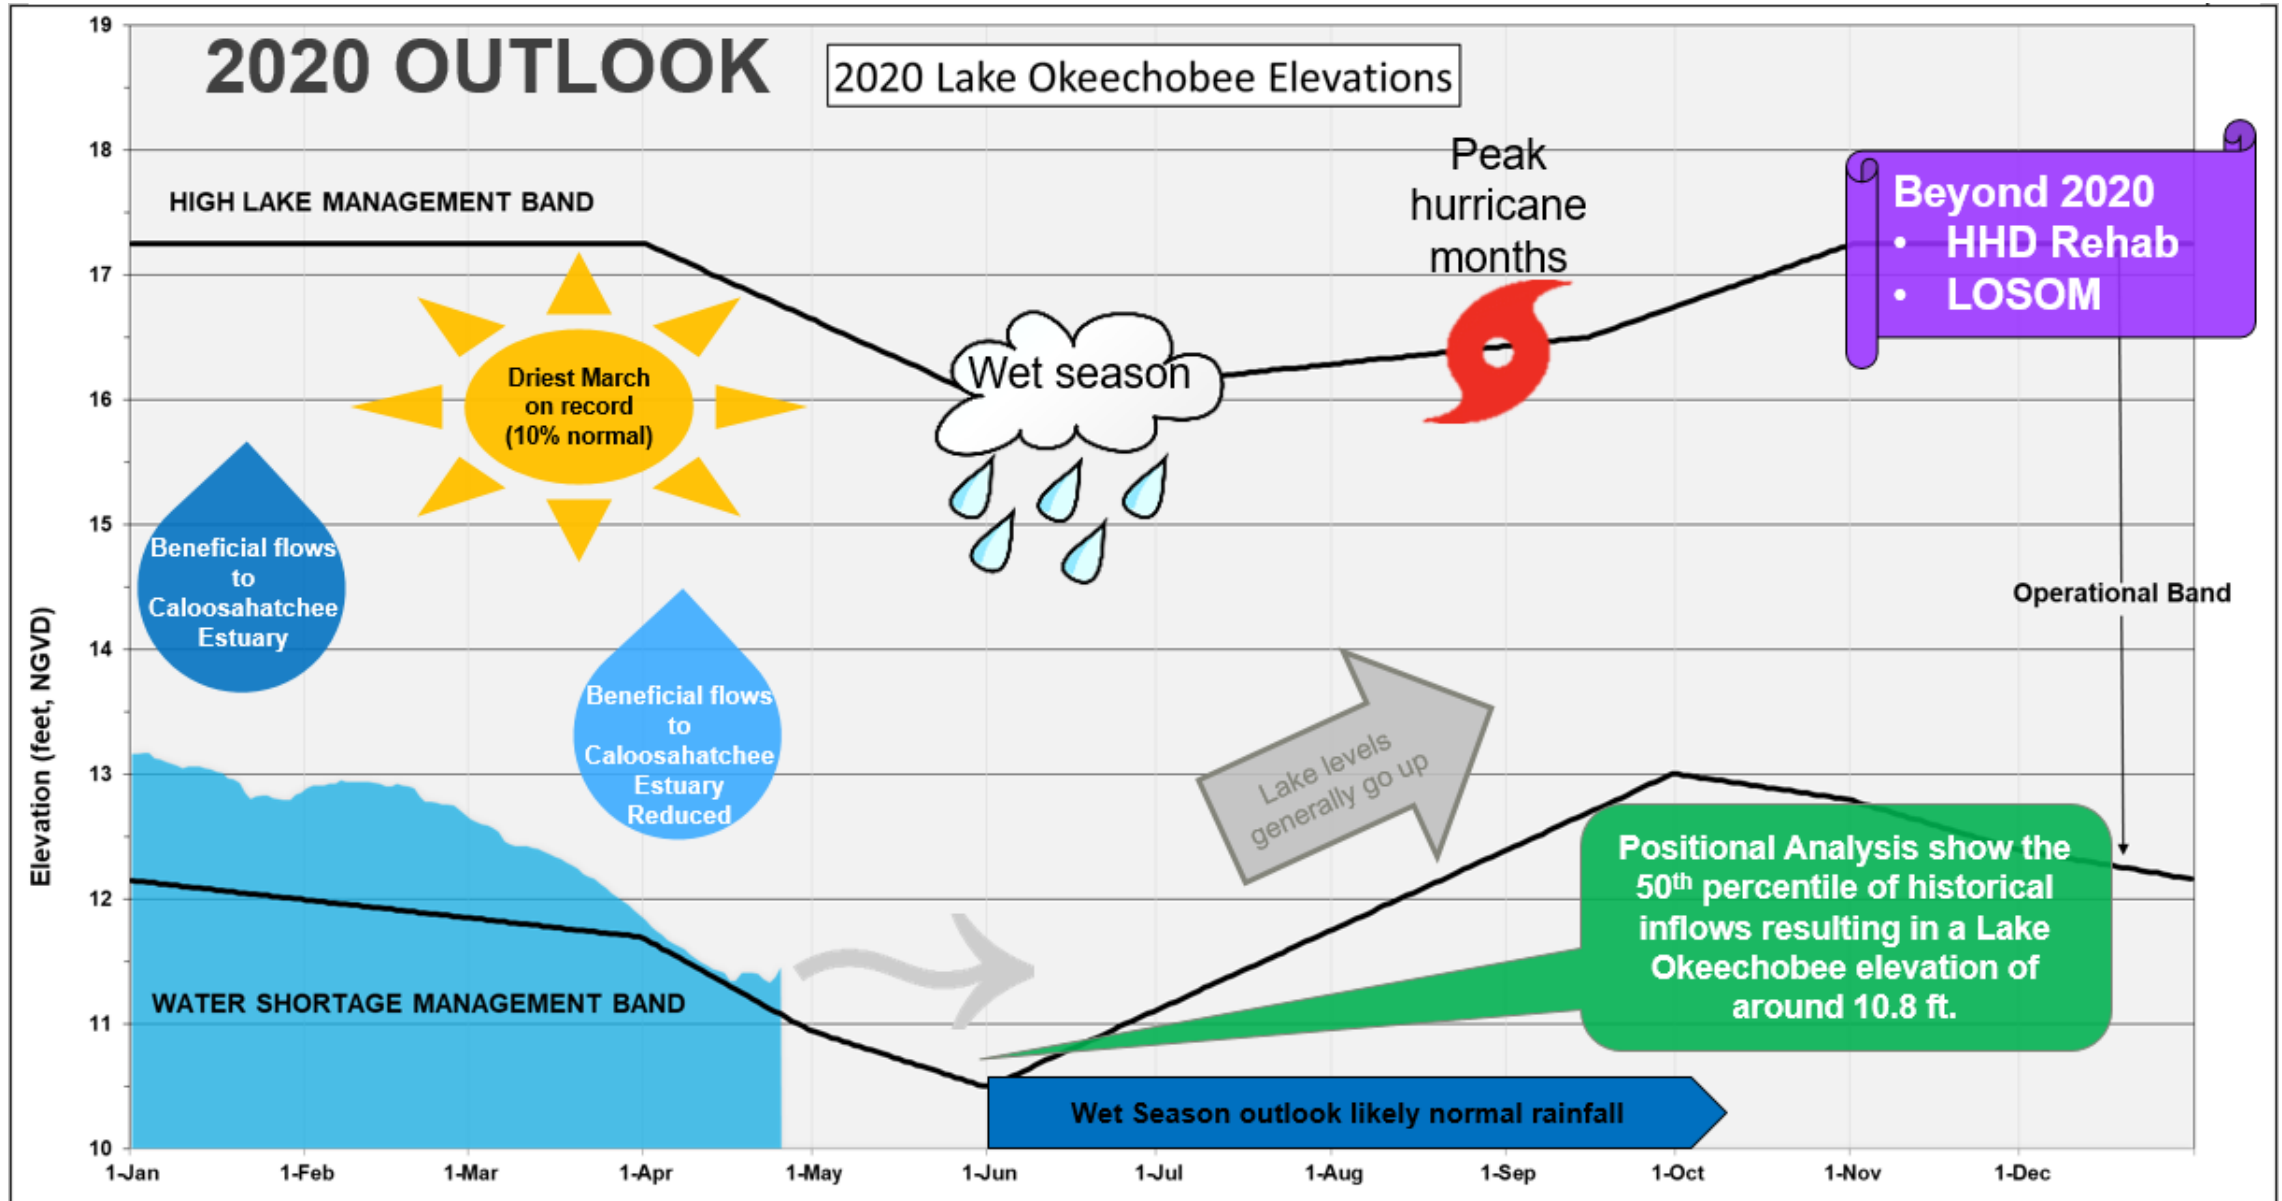 2020 OUTLOOK
2020 Lake Okeechobee Elevations
19
18
17
16
15
14
13
12
11
10
Elevation (feet, NGVD)
HIGH LAKE MANAGEMENT BAND
Driest March
on record
(10% normal)
Beneficial flows
to
Caloosahatchee
Estuary
Beneficial flows
to
Caloosahatchee
Estuary
Reduced
Wet season
Peak
hurricane
months
Beyond 2020
• HHD Rehab
• LOSOM
Operational Band
Lake levels
generally go up
Positional Analysis show the
50th percentile of historical
inflows resulting in a Lake
Okeechobee elevation of
around 10.8 ft.
WATER SHORTAGE MANAGEMENT BAND
Wet Season outlook likely normal rainfall
1-Jan 1-Feb 1-Mar 1-Apr 1-May 1-Jun 1-Jul 1-Aug 1-Sep 1-Oct 1-Nov 1-Dec